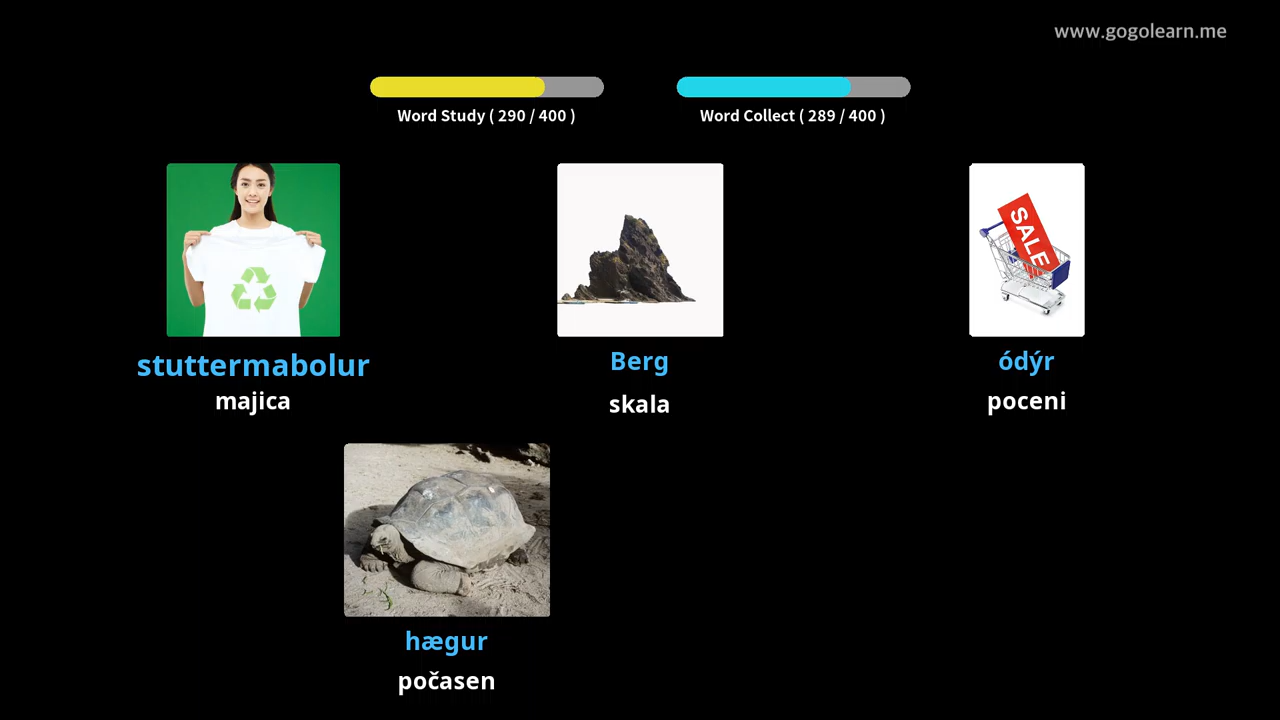 www.gogolearn.me
Word Study ( 290 / 400 )
Word Collect ( 289 / 400 )
SALE
stuttermabolur
majica
Berg
skala
ódýr
poceni
hægur
počasen